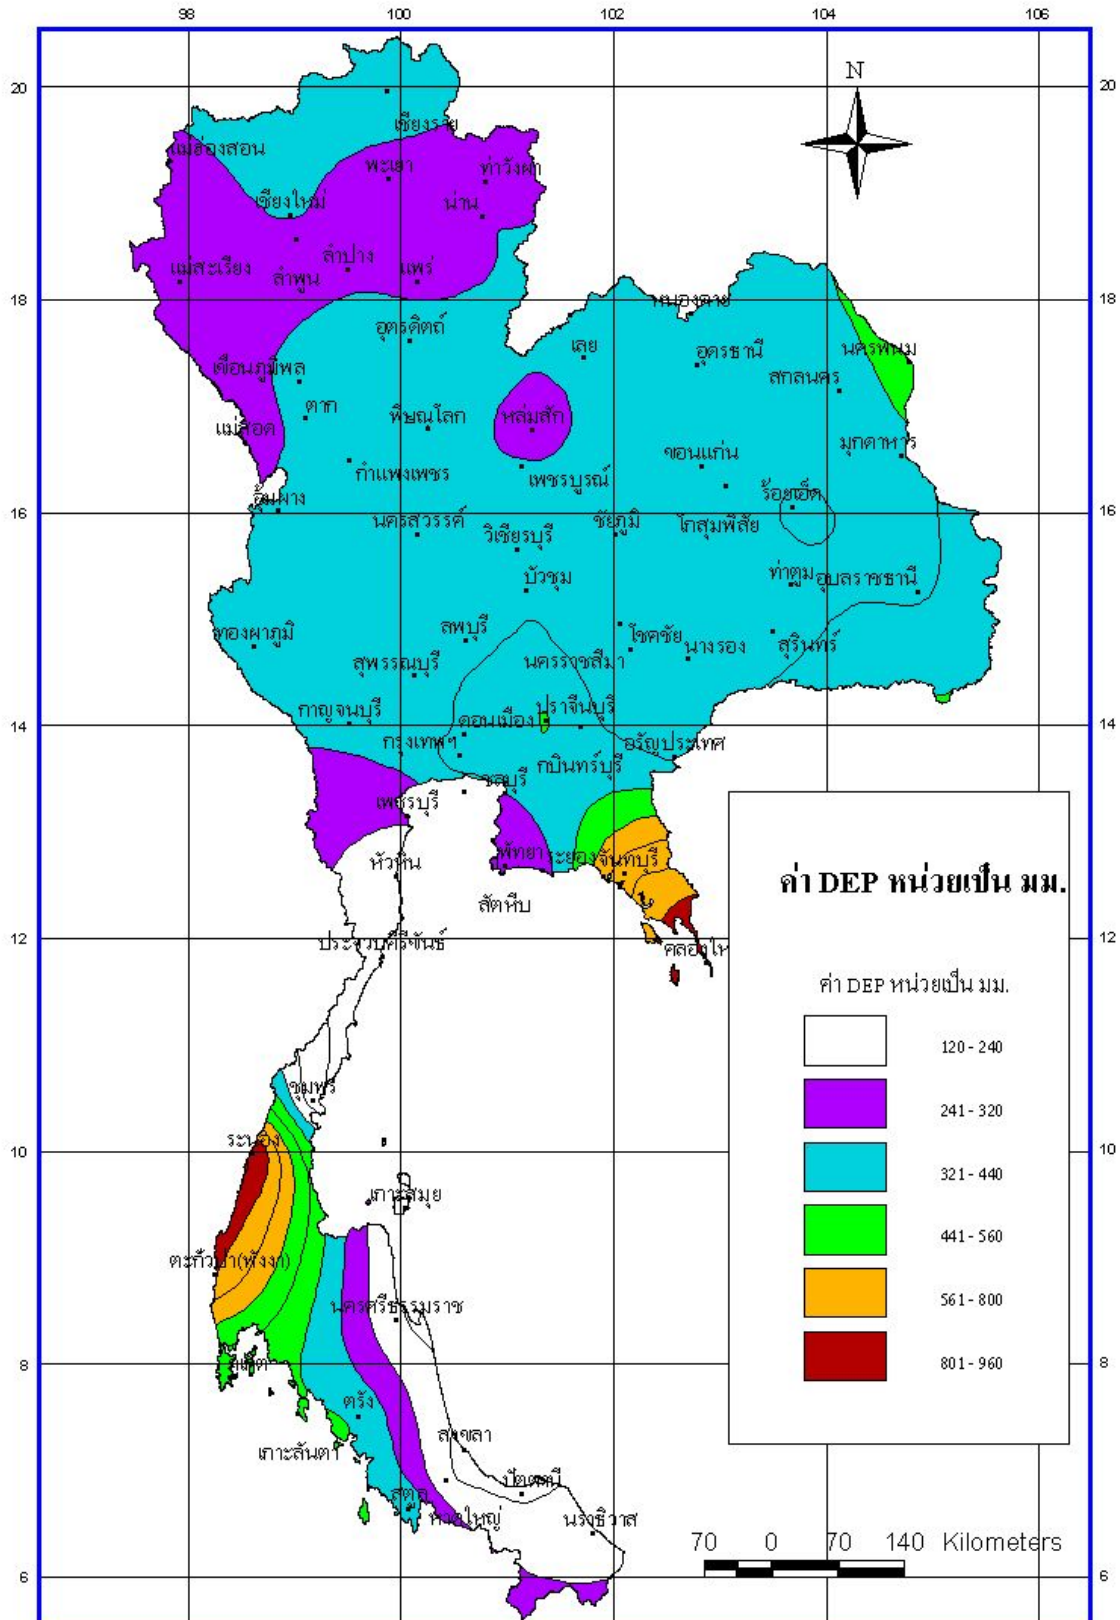 98 100 102 104 106
N
20 20
เชียงราย
แม่ฮ่องสอน
พะเยา ท่าวังผา
เชียงใหม่ น่าน
ลำปาง
แม่สะเรียง ลำพูน แพร่
18 หนองคาย 18
อุตรดิตถ์
เลย อุดรธานี นครพนม
เขื่อนภูมิพล สกลนคร
ตาก พิษณุโลก หล่มสัก
แม่สอด มุกดาหาร
ขอนแก่น
กำแพงเพชร เพชรบูรณ์
อุ้มผาง ร้อยเอ็ด
16 นครสวรรค์ ชัยภูมิ โกสุมพิสัย 16
วิเชียรบุรี
บัวชุม ท่าตูม อุบลราชธานี
ทองผาภูมิ ลพบุรี โชคชัย นางรอง สุรินทร์
สุพรรณบุรี นครราชสีมา
กาญจนบุรี ดอนเมือง ปราจีนบุรี
14 14
กรุงเทพฯ อรัญประเทศ
ชลบุรี กบินทร์บุรี
เพชรบุรี
พัทยา ระยอง จันทบุรี
หัวหิน
สัตหีบ
12
ประจวบคีรีขันธ์ คลองให
ค่า DEP หน่วยเป็น มม.
ค่า DEP หน่วยเป็น มม.
120 - 240
241 - 320
321 - 440
441 - 560
561 - 800
801 - 960
ชุมพร
10 ระนอง 10
เกาะสมุย
ตะกั่วป่า(พังงา)
นครศรีธรรมราช
8 ภูเก็ต 8
ตรัง
เกาะลันตา สงขลา
ปัตตานี
สตูล
หาดใหญ่ นราธิวาส
70 0 70 140 Kilometers
6 6